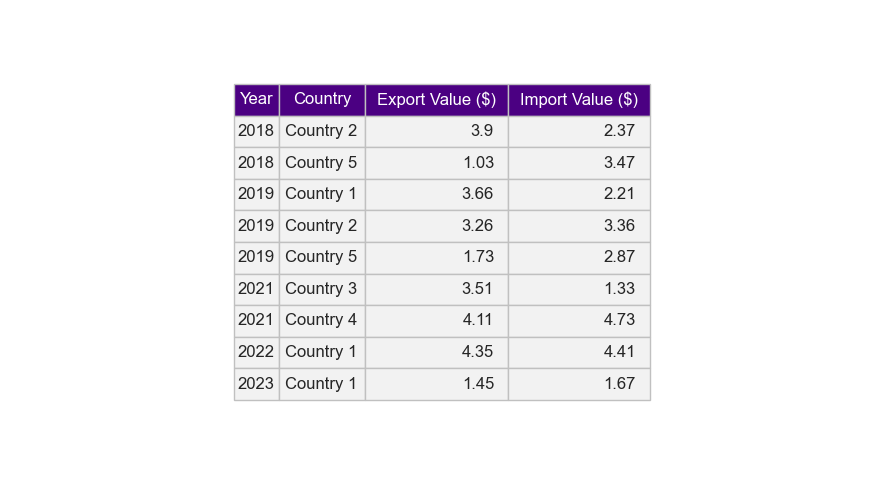 Year Country Export Value ($) Import Value ($)
2018 Country 2 3.9 2.37
2018 Country 5 1.03 3.47
2019 Country 1 3.66 2.21
2019 Country 2 3.26 3.36
2019 Country 5 1.73 2.87
2021 Country 3 3.51 1.33
2021 Country 4 4.11 4.73
2022 Country 1 4.35 4.41
2023 Country 1 1.45 1.67